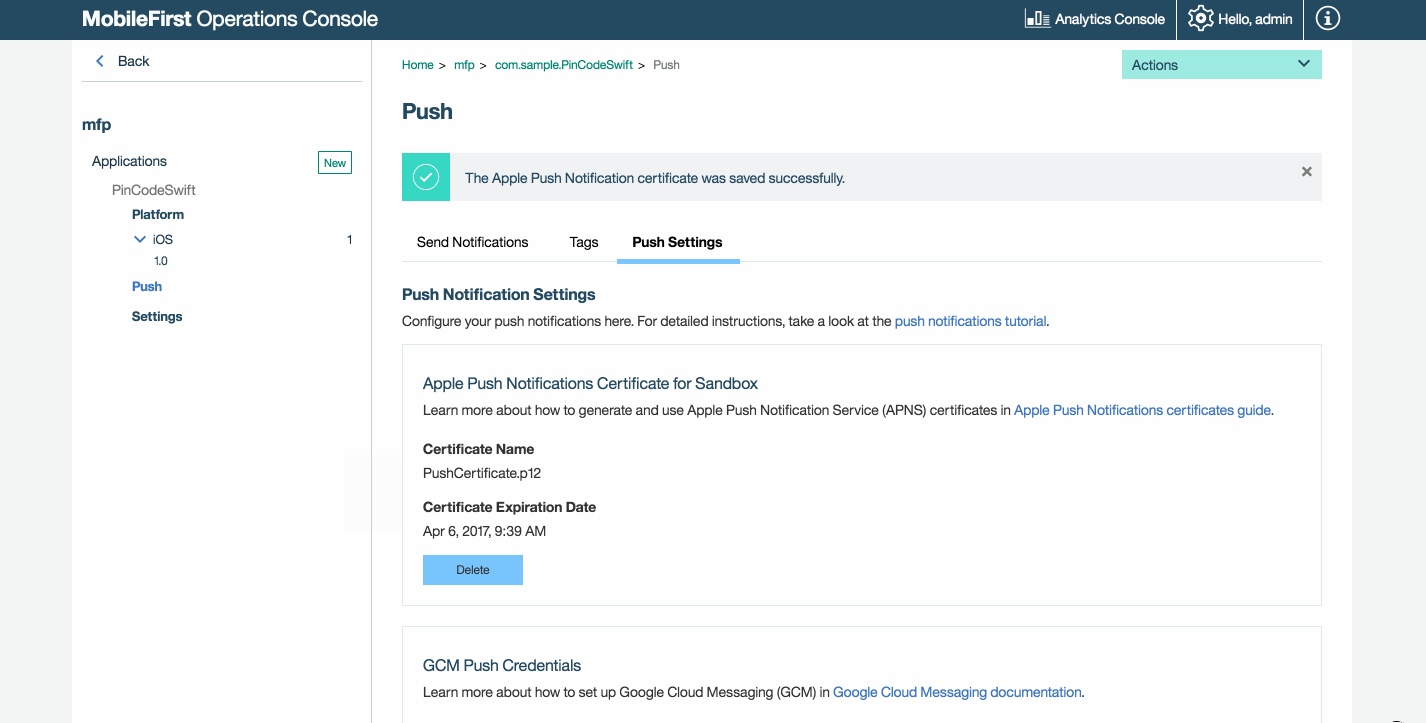 MobileFirst Operations Console
Analytics Console
Hello, admin
Back
mfp
Applications
New
PinCodeSwift
Platform
iOS
1
1.0
Push
Settings
Home > mfp > com.sample.PinCodeSwift > Push
Actions
Push
The Apple Push Notification certificate was saved successfully.
Send Notifications
Tags
Push Settings
Push Notification Settings
Configure your push notifications here. For detailed instructions, take a look at the push notifications tutorial.
Apple Push Notifications Certificate for Sandbox
Learn more about how to generate and use Apple Push Notification Service (APNS) certificates in Apple Push Notifications certificates guide.
Certificate Name
PushCertificate.p12
Certificate Expiration Date
Apr 6, 2017, 9:39 AM
Delete
GCM Push Credentials
Learn more about how to set up Google Cloud Messaging (GCM) in Google Cloud Messaging documentation.